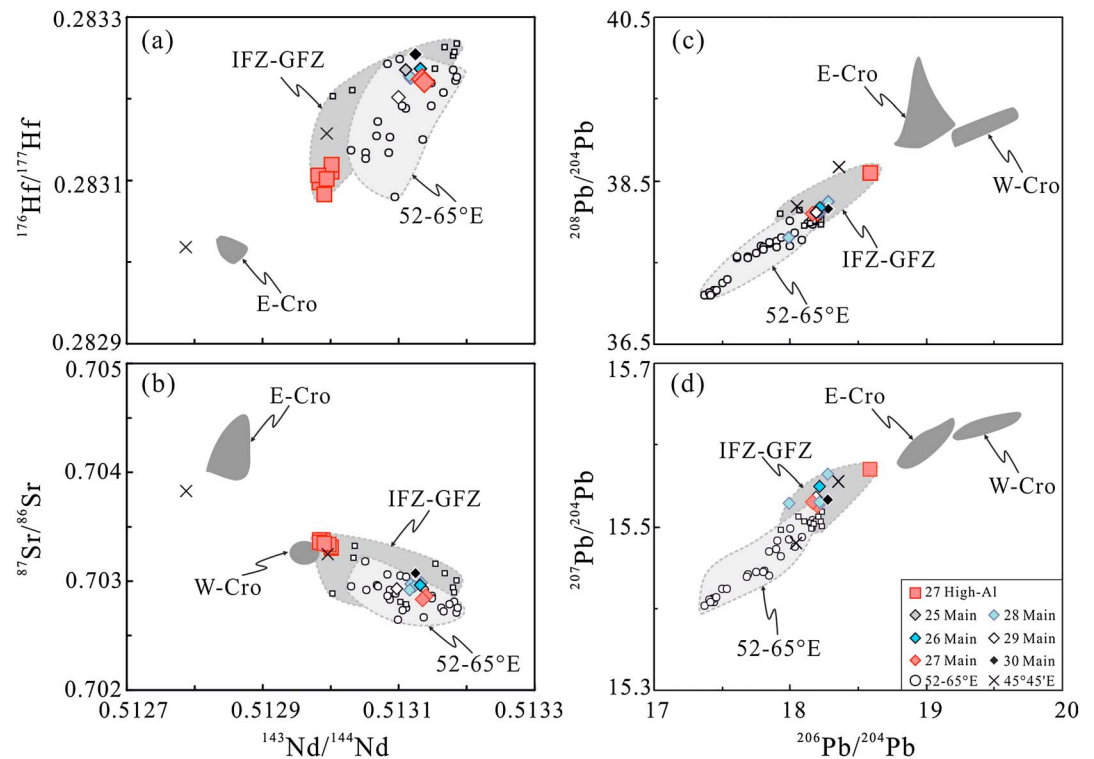 (a)
0.2833
0.2831
0.2829
¹⁷⁶Hf/¹⁷⁷Hf
IFZ-GFZ
52-65°E
E-Cro
(b)
0.705
0.704
0.703
0.702
⁸⁷Sr/⁸⁶Sr
E-Cro
IFZ-GFZ
W-Cro
52-65°E
0.5127
0.5129
0.5131
0.5133
¹⁴³Nd/¹⁴⁴Nd
(c)
40.5
38.5
36.5
²⁰⁸Pb/²⁰⁴Pb
E-Cro
W-Cro
IFZ-GFZ
52-65°E
(d)
15.7
15.5
15.3
²⁰⁷Pb/²⁰⁴Pb
E-Cro
IFZ-GFZ
W-Cro
52-65°E
27 High-Al
25 Main 28 Main
26 Main 29 Main
27 Main 30 Main
52-65°E 45°45'E
17
18
19
20
²⁰⁶Pb/²⁰⁴Pb